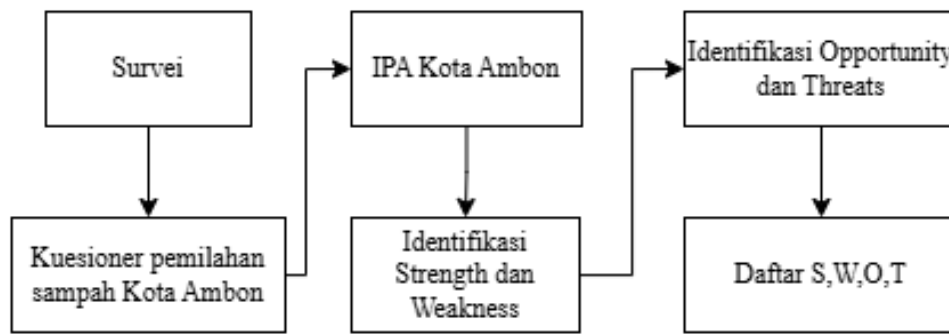 Survei
Kuesioner pemilahan
sampah Kota Ambon
IPA Kota Ambon
Identifikasi
Strength dan
Weakness
Identifikasi Opportunity
dan Threats
Daftar S,W,O,T